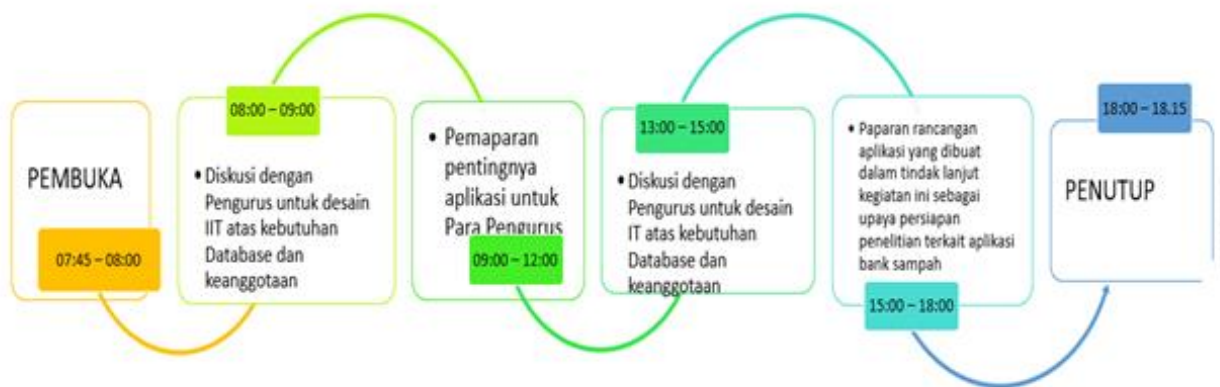 PEMBUKA
07:45 – 08:00
08:00 – 09:00
• Diskusi dengan
Pengurus untuk desain
IIT atas kebutuhan
Database dan
keanggotaan
• Pemaparan
pentingnya
aplikasi untuk
Para Pengurus
09:00 – 12:00
13:00 – 15:00
• Diskusi dengan
Pengurus untuk desain
IT atas kebutuhan
Database dan
keanggotaan
• Paparan rancangan
aplikasi yang dibuat
dalam tindak lanjut
kegiatan ini sebagai
upaya persiapan
penelitian terkait aplikasi
bank sampah
15:00 – 18:00
18:00 – 18.15
PENUTUP